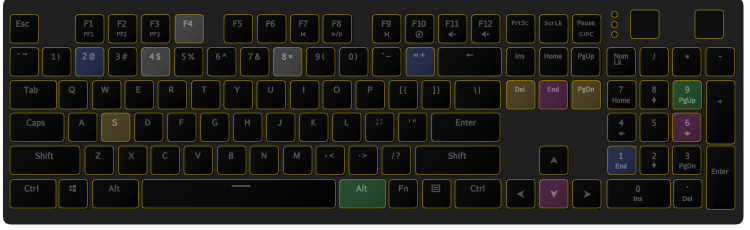 Esc F1 F2 F3 F4 F5 F6 F7 F8 F9 F10 F11 F12 PrtSc ScrLk Pause
PF1 PF2 PF3 G/PC
` ~ 1 ! 2 @ 3 # 4 $ 5 % 6 ^ 7 & 8 * 9 ( 0 ) - = + ← Ins Home PgUp Num Lk / * -
Tab Q W E R T Y U I O P [ { ] } \ | Del End PgDn 7 Home 8 9 PgUp +
Caps A S D F G H J K L ; : ' " Enter 4 5 6
Shift Z X C V B N M , < . > / ? Shift 1 End 2 3 PgDn Enter
Ctrl Alt Alt Fn Ctrl 0 Ins . Del